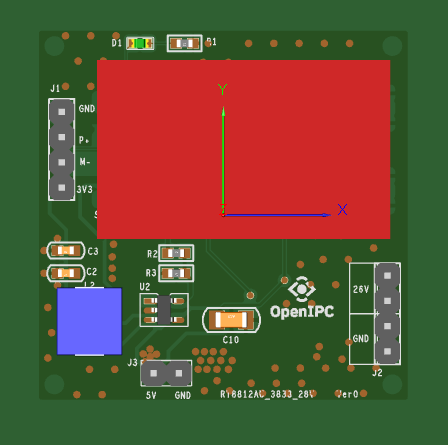 D1
R1
Y
J1
GND
P+
M-
3V3
X
R2
C3
R3
C2
L2
U2
26V
OpenIPC
GND
C10
J3
J2
5V GND
Ver0